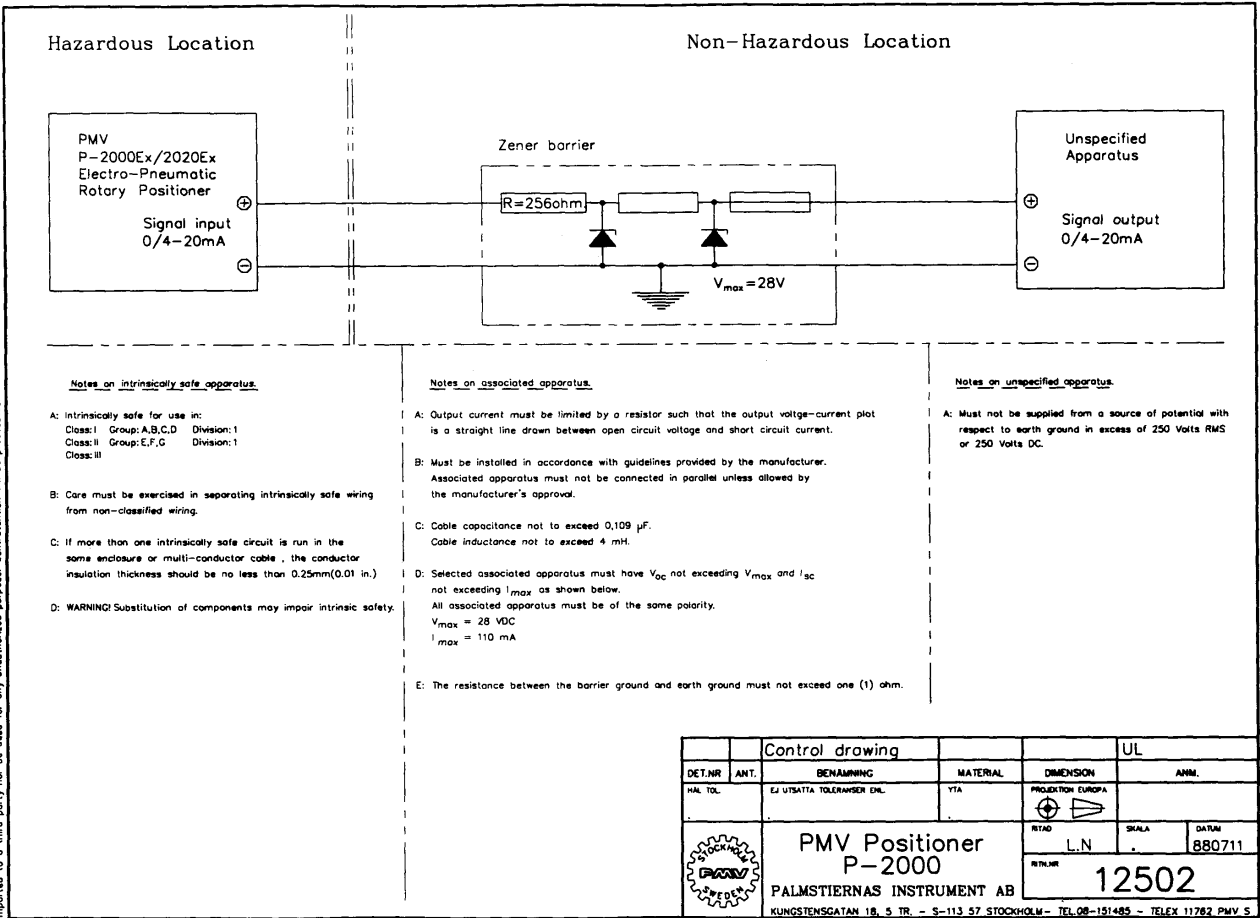 Hazardous Location
Non-Hazardous Location
PMV
P-2000Ex/2020Ex
Electro-Pneumatic
Rotary Positioner
Signal input
0/4-20mA
Zener barrier
R=256ohm.
Vmax=28V
Unspecified
Apparatus
Signal output
0/4-20mA
Notes on intrinsically safe apparatus.
A: Intrinsically safe for use in:
Class: I Group: A,B,C,D Division: 1
Class: II Group: E,F,G Division: 1
Class: III
B: Care must be exercised in separating intrinsically safe wiring
from non-classified wiring.
C: If more than one intrinsically safe circuit is run in the
same enclosure or multi-conductor cable , the conductor
insulation thickness should be no less than 0.25mm(0.01 in.)
D: WARNING! Substitution of components may impair intrinsic safety.
Notes on associated apparatus.
A: Output current must be limited by a resistor such that the output voltge-current plot
is a straight line drawn between open circuit voltage and short circuit current.
B: Must be installed in accordance with guidelines provided by the manufacturer.
Associated apparatus must not be connected in parallel unless allowed by
the manufacturer's approval.
C: Cable capacitance not to exceed 0,109 µF.
Cable inductance not to exceed 4 mH.
D: Selected associated apparatus must have Voc not exceeding Vmax and Isc
not exceeding Imax as shown below.
All associated apparatus must be of the same polarity.
Vmax = 28 VDC
Imax = 110 mA
E: The resistance between the barrier ground and earth ground must not exceed one (1) ohm.
Notes on unspecified apparatus.
A: Must not be supplied from a source of potential with
respect to earth ground in excess of 250 Volts RMS
or 250 Volts DC.
Control drawing
UL
DET.NR ANT. BENÄMNING MATERIAL DIMENSION ANM.
HÅL TOL. EJ UTSATTA TOLERANSER ENL. YTA PROJEKTION EUROPA
STOCKHOLM
PMV
SWEDEN
PMV Positioner
P-2000
PALMSTIERNAS INSTRUMENT AB
RITAD
L.N
SKALA
.
DATUM
880711
RITN.NR
12502
KUNGSTENSGATAN 18, 5 TR. - S-113 57 STOCKHOLM- TEL.08-151485 - TELEX 11762 PMV S